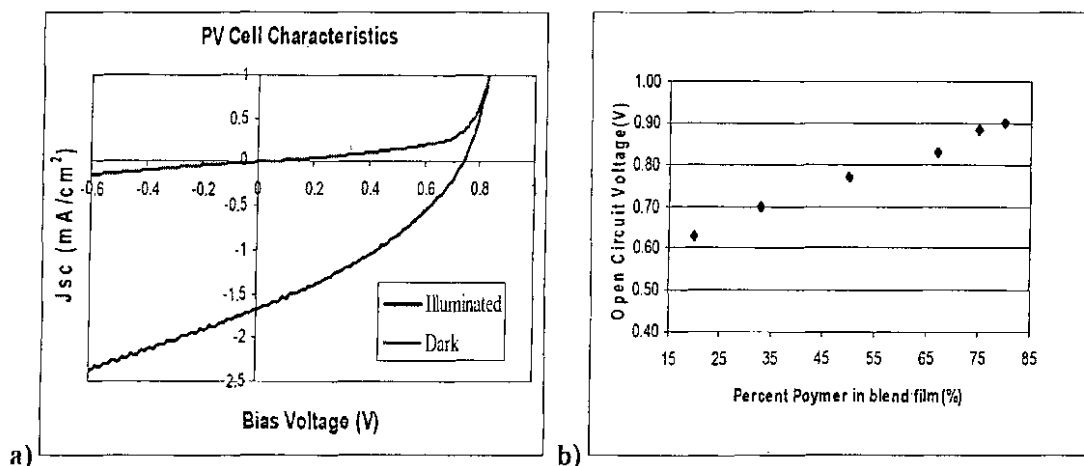 PV Cell Characteristics
1
0.5
0
-0.6 -0.4 -0.2 0 0.2 0.4 0.6 0.8 1
-0.5
-1
-1.5
-2
-2.5
Jsc (mA/cm²)
Illuminated
Dark
Bias Voltage (V)
a)
1.00
0.90
0.80
0.70
0.60
0.50
0.40
Open Circuit Voltage(V)
15 25 35 45 55 65 75 85
Percent Poymer in blend film(%)
b)